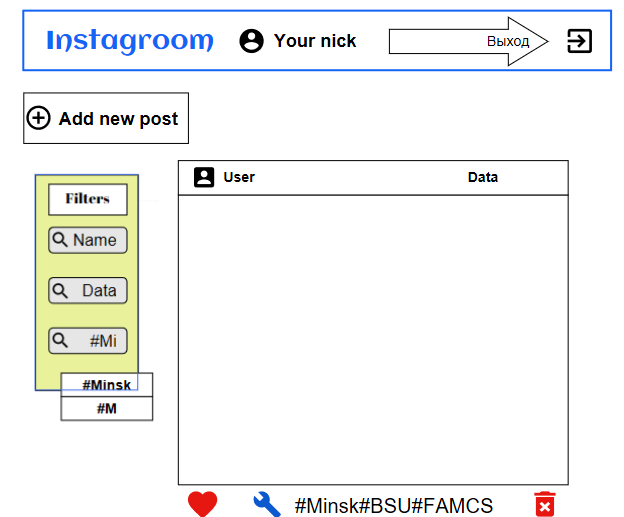 Instagroom Your nick Выход
Add new post
User Data
Filters
Name
Data
#Mi
#Minsk
#M
#Minsk#BSU#FAMCS